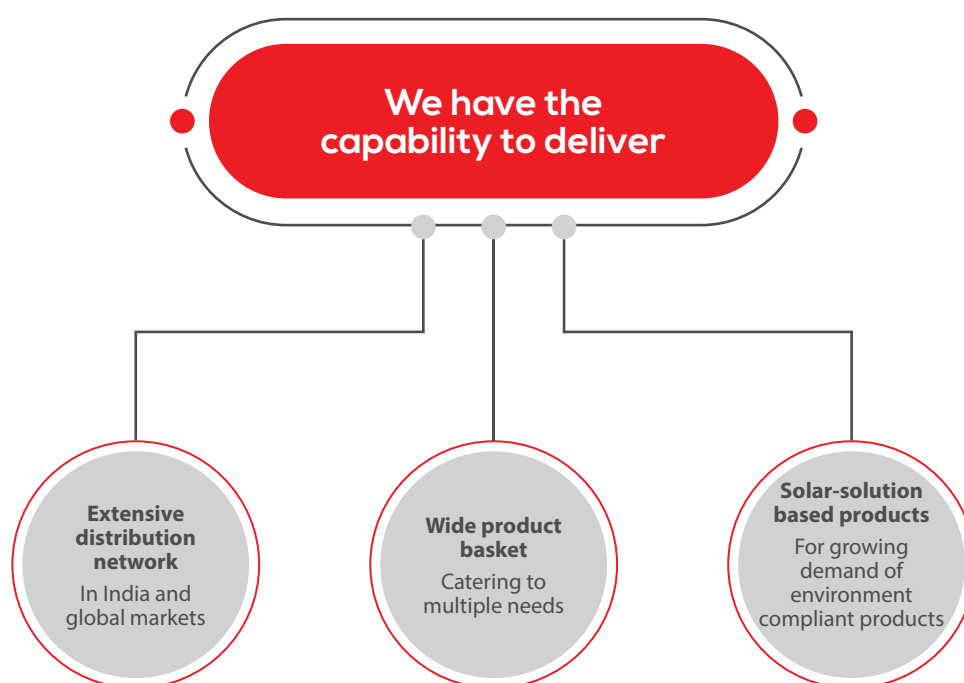 We have the
capability to deliver
Extensive
distribution
network
In India and
global markets
Wide product
basket
Catering to
multiple needs
Solar-solution
based products
For growing
demand of
environment
compliant products